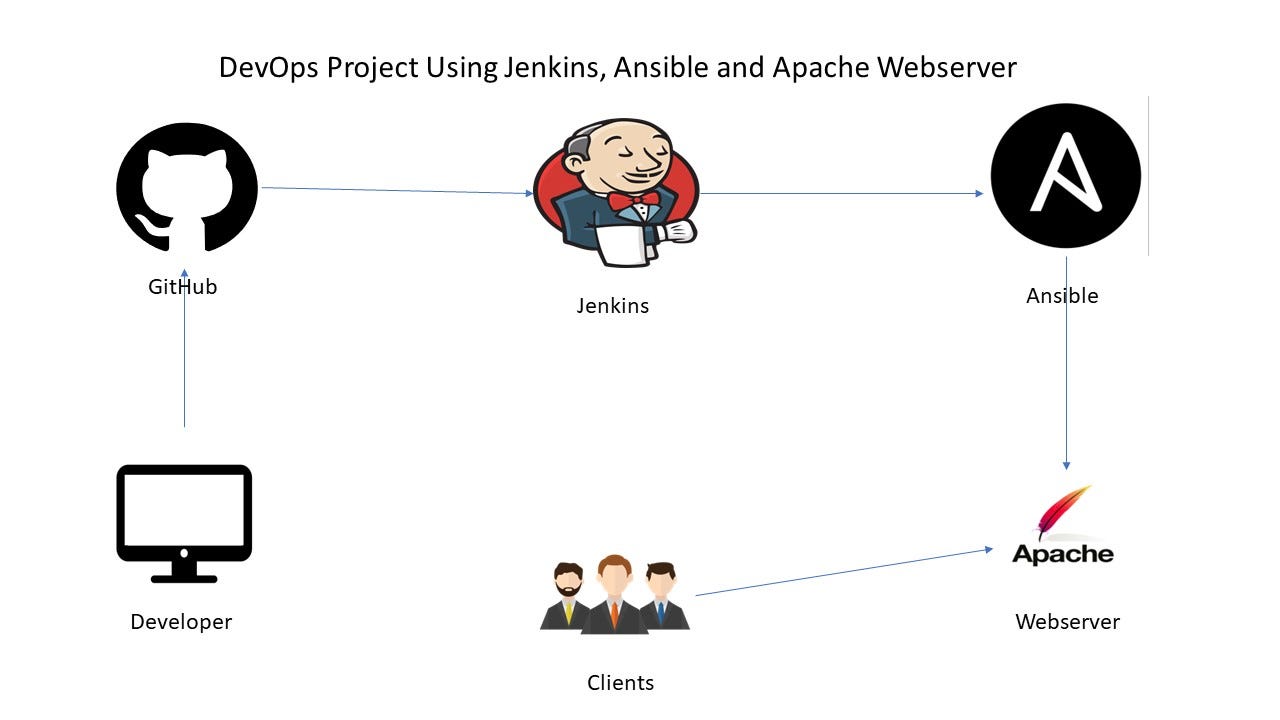 DevOps Project Using Jenkins, Ansible and Apache Webserver
GitHub
Jenkins
Ansible
Apache
Developer
Webserver
Clients